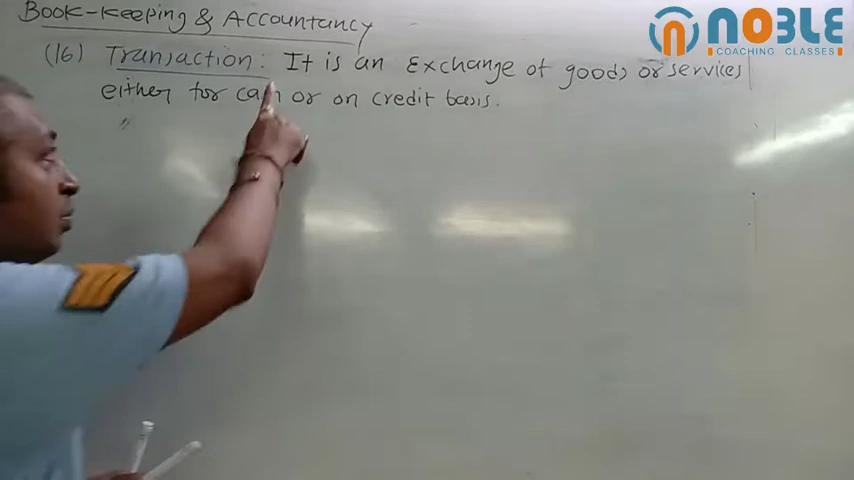 Book-keeping & Accountancy
NOBLE
COACHING CLASSES
(16) Transaction: It is an Exchange of goods or services
either for cash or on credit basis.